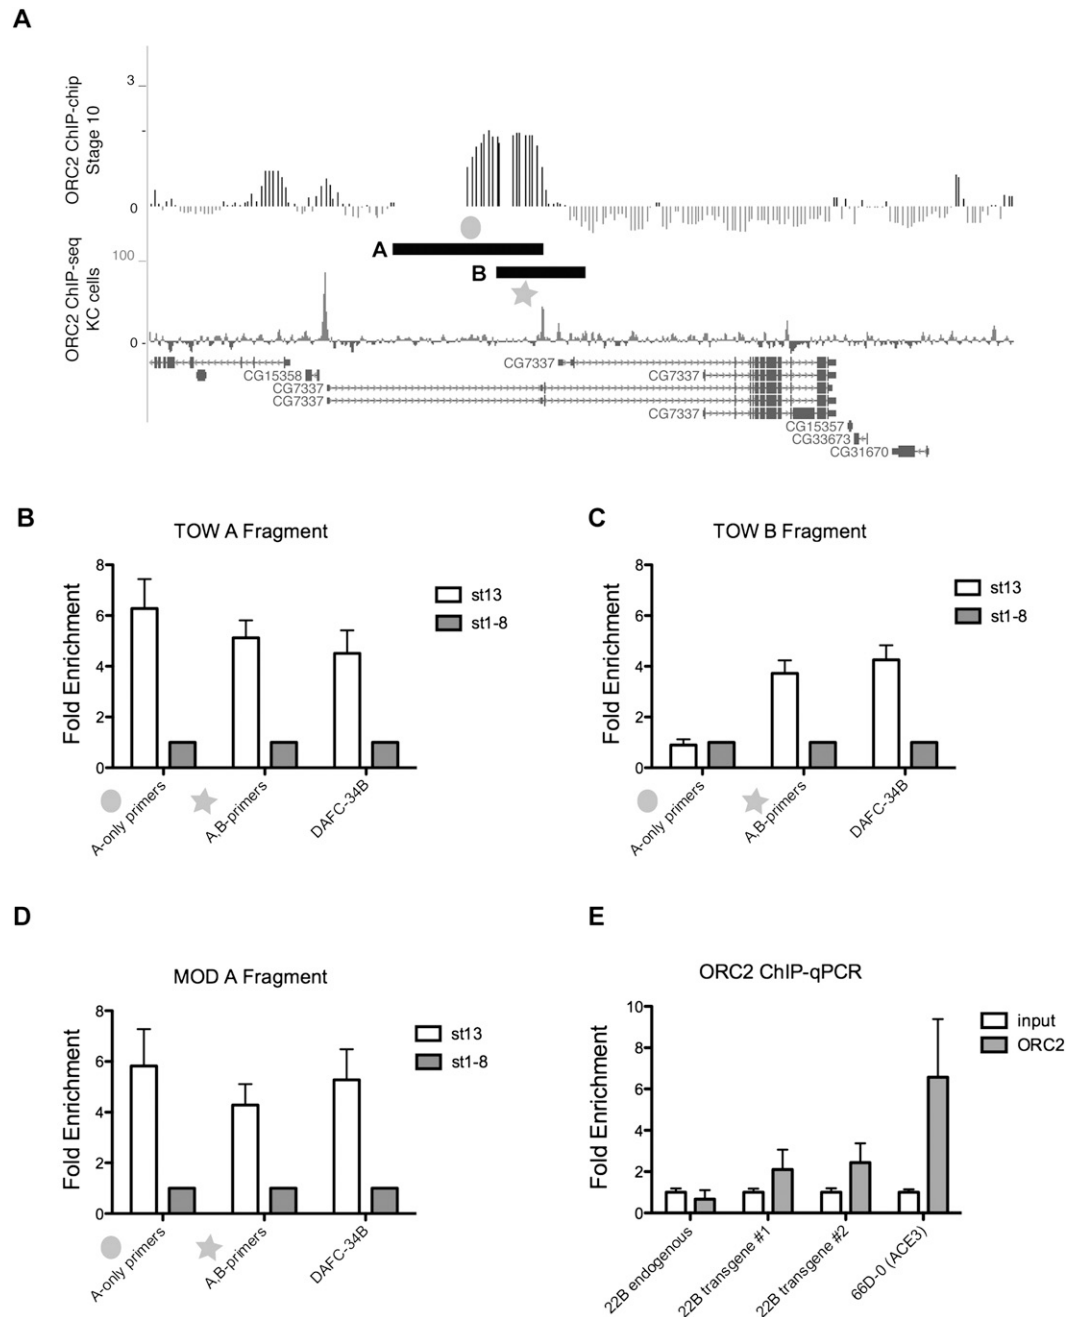 A
ORC2 ChIP-chip
Stage 10
3
-
0
A
B
ORC2 ChIP-seq
KC cells
100
0
CG7337
CG15358
CG7337
CG7337
CG7337
CG7337
CG15357
CG33673
CG31670
B
TOW A Fragment
Fold Enrichment
8
6
4
2
0
st13
st1-8
A-only primers
A,B-primers
DAFC-34B
C
TOW B Fragment
Fold Enrichment
8
6
4
2
0
st13
st1-8
A-only primers
A,B-primers
DAFC-34B
D
MOD A Fragment
Fold Enrichment
8
6
4
2
0
st13
st1-8
A-only primers
A,B-primers
DAFC-34B
E
ORC2 ChIP-qPCR
Fold Enrichment
10
8
6
4
2
0
input
ORC2
22B endogenous
22B transgene #1
22B transgene #2
66D-0 (ACE3)